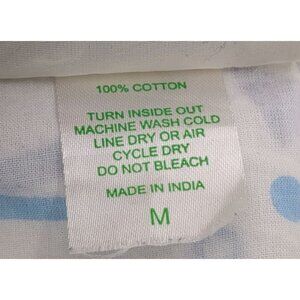 100% COTTON
TURN INSIDE OUT
MACHINE WASH COLD
LINE DRY OR AIR
CYCLE DRY
DO NOT BLEACH
MADE IN INDIA
M